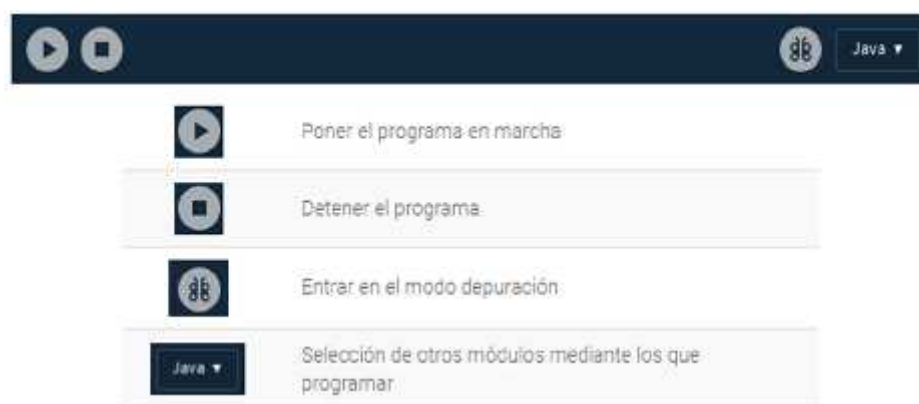 Java ▾
Poner el programa en marcha
Detener el programa
Entrar en el modo depuración
Java ▾
Selección de otros módulos mediante los que
programar